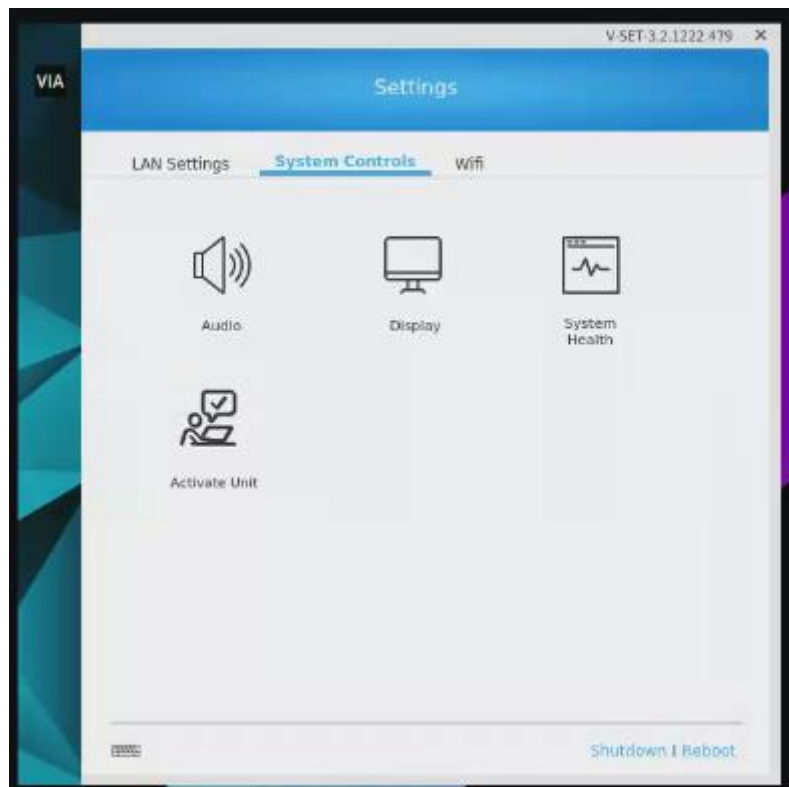 V-SET-3.2.1222.479 ×
VIA
Settings
LAN Settings System Controls Wifi
Audio Display System
Health
Activate Unit
Shutdown | Reboot